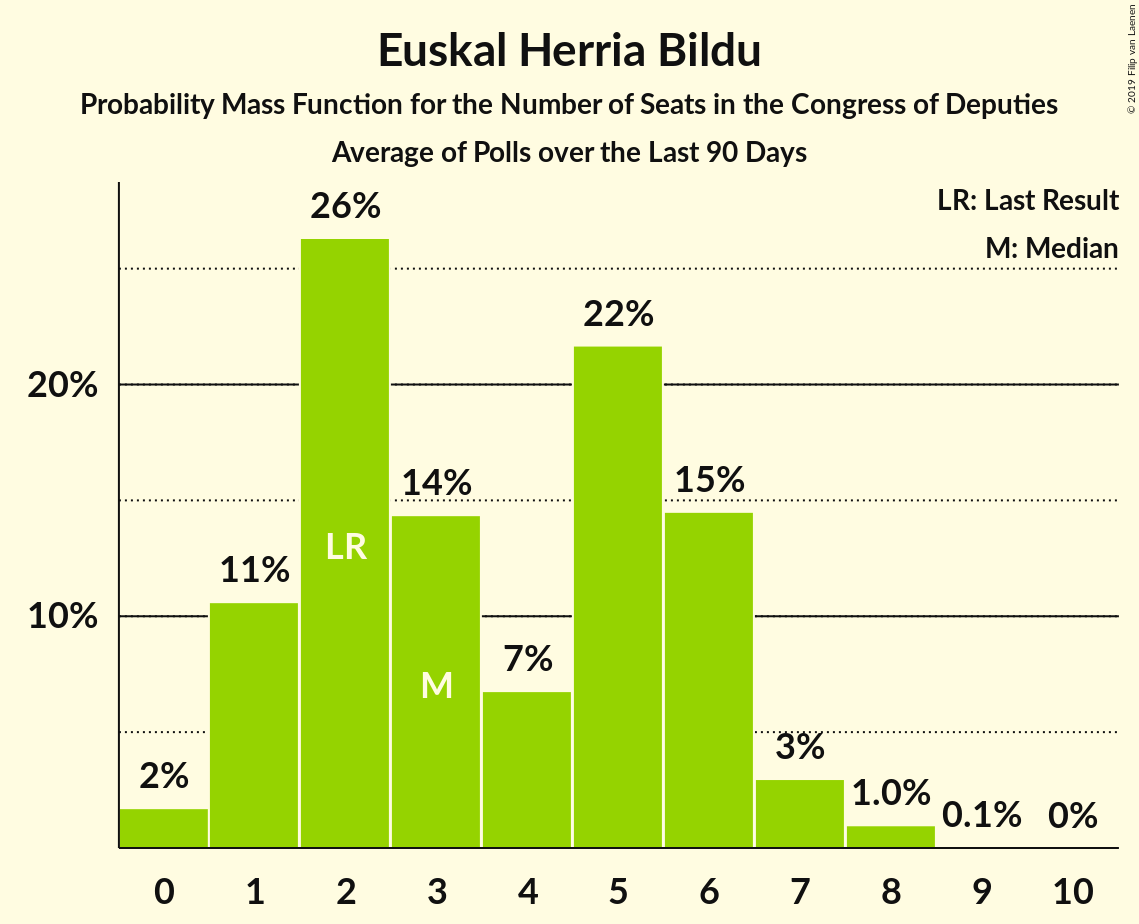 Euskal Herria Bildu
Probability Mass Function for the Number of Seats in the Congress of Deputies
Average of Polls over the Last 90 Days
© 2019 Filip van Laenen
LR: Last Result
M: Median
26%
22%
20%
15%
14%
LR
11%
10%
M
7%
3%
2%
1.0%
0.1%
0%
0 1 2 3 4 5 6 7 8 9 10